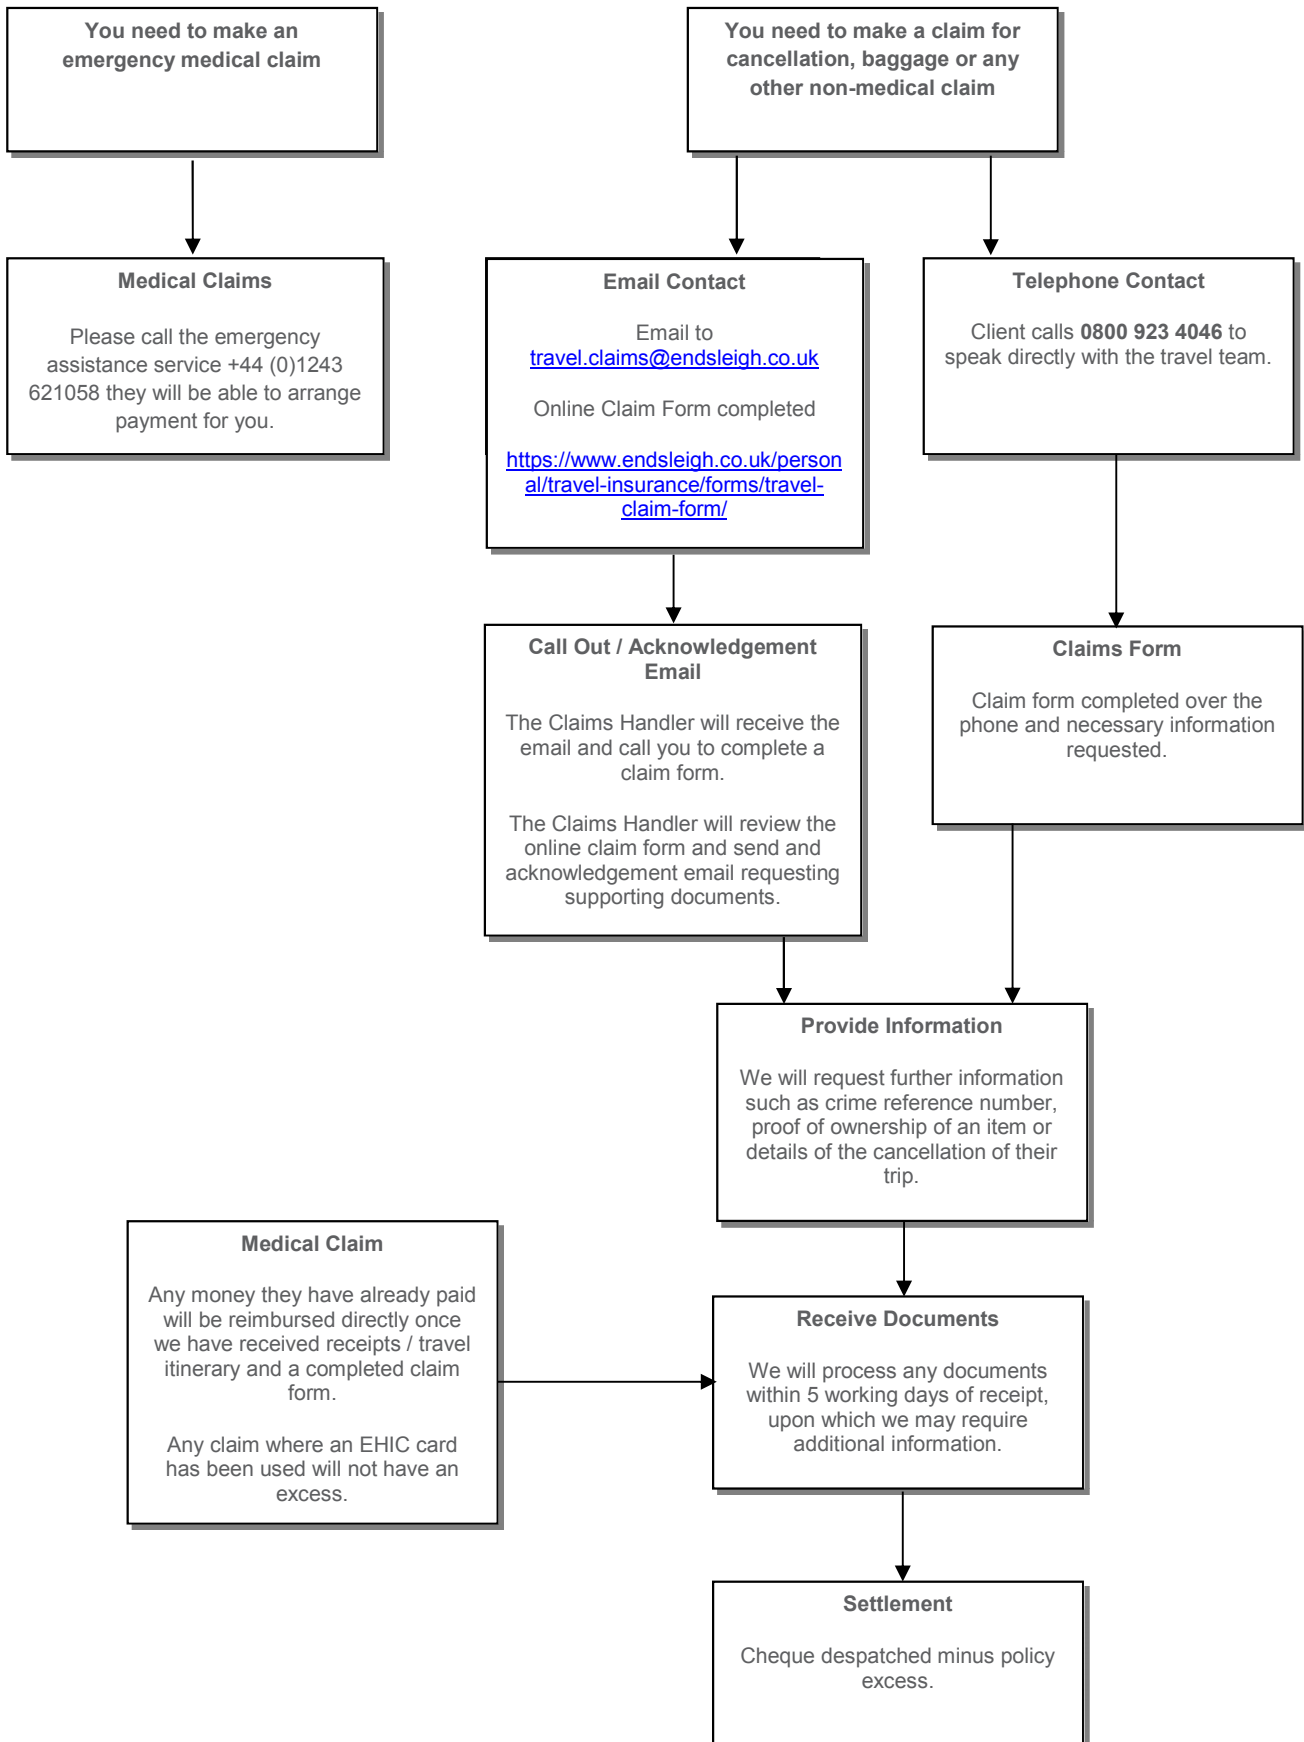 You need to make an
emergency medical claim
You need to make a claim for
cancellation, baggage or any
other non-medical claim
Medical Claims
Please call the emergency
assistance service +44 (0)1243
621058 they will be able to arrange
payment for you.
Email Contact
Email to
travel.claims@endsleigh.co.uk
Online Claim Form completed
https://www.endsleigh.co.uk/person
al/travel-insurance/forms/travel-
claim-form/
Telephone Contact
Client calls 0800 923 4046 to
speak directly with the travel team.
Call Out / Acknowledgement
Email
The Claims Handler will receive the
email and call you to complete a
claim form.
The Claims Handler will review the
online claim form and send and
acknowledgement email requesting
supporting documents.
Claims Form
Claim form completed over the
phone and necessary information
requested.
Provide Information
We will request further information
such as crime reference number,
proof of ownership of an item or
details of the cancellation of their
trip.
Medical Claim
Any money they have already paid
will be reimbursed directly once
we have received receipts / travel
itinerary and a completed claim
form.
Any claim where an EHIC card
has been used will not have an
excess.
Receive Documents
We will process any documents
within 5 working days of receipt,
upon which we may require
additional information.
Settlement
Cheque despatched minus policy
excess.